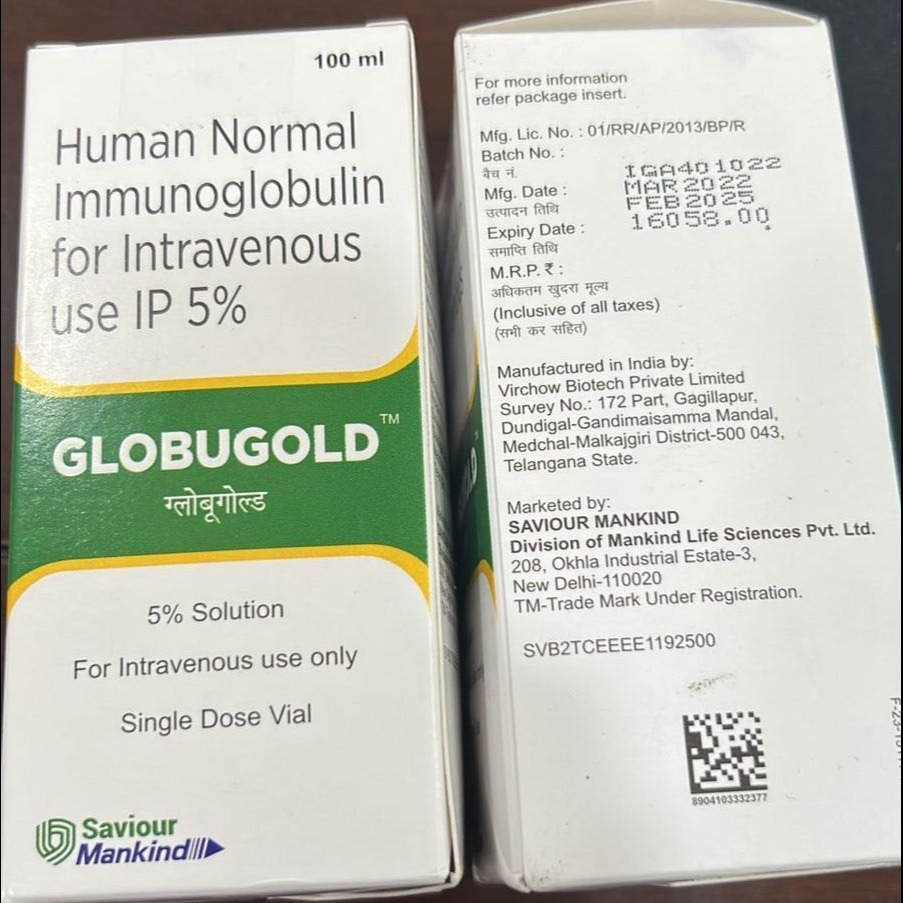 100 ml
Human Normal
Immunoglobulin
for Intravenous
use IP 5%
GLOBUGOLD™
ग्लोबूगोल्ड
5% Solution
For Intravenous use only
Single Dose Vial
Saviour
Mankind
For more information
refer package insert.
Mfg. Lic. No. : 01/RR/AP/2013/BP/R
Batch No. :
बैच नं.
IGA401022
Mfg. Date :
MAR 2022
उत्पादन तिथि
FEB 2025
Expiry Date :
16058.00
समाप्ति तिथि
M.R.P. ₹ :
अधिकतम खुदरा मूल्य
(Inclusive of all taxes)
(सभी कर सहित)
Manufactured in India by:
Virchow Biotech Private Limited
Survey No.: 172 Part, Gagillapur,
Dundigal-Gandimaisamma Mandal,
Medchal-Malkajgiri District-500 043,
Telangana State.
Marketed by:
SAVIOUR MANKIND
Division of Mankind Life Sciences Pvt. Ltd.
208, Okhla Industrial Estate-3,
New Delhi-110020
TM-Trade Mark Under Registration.
SVB2TCEEEE1192500
8904103332377